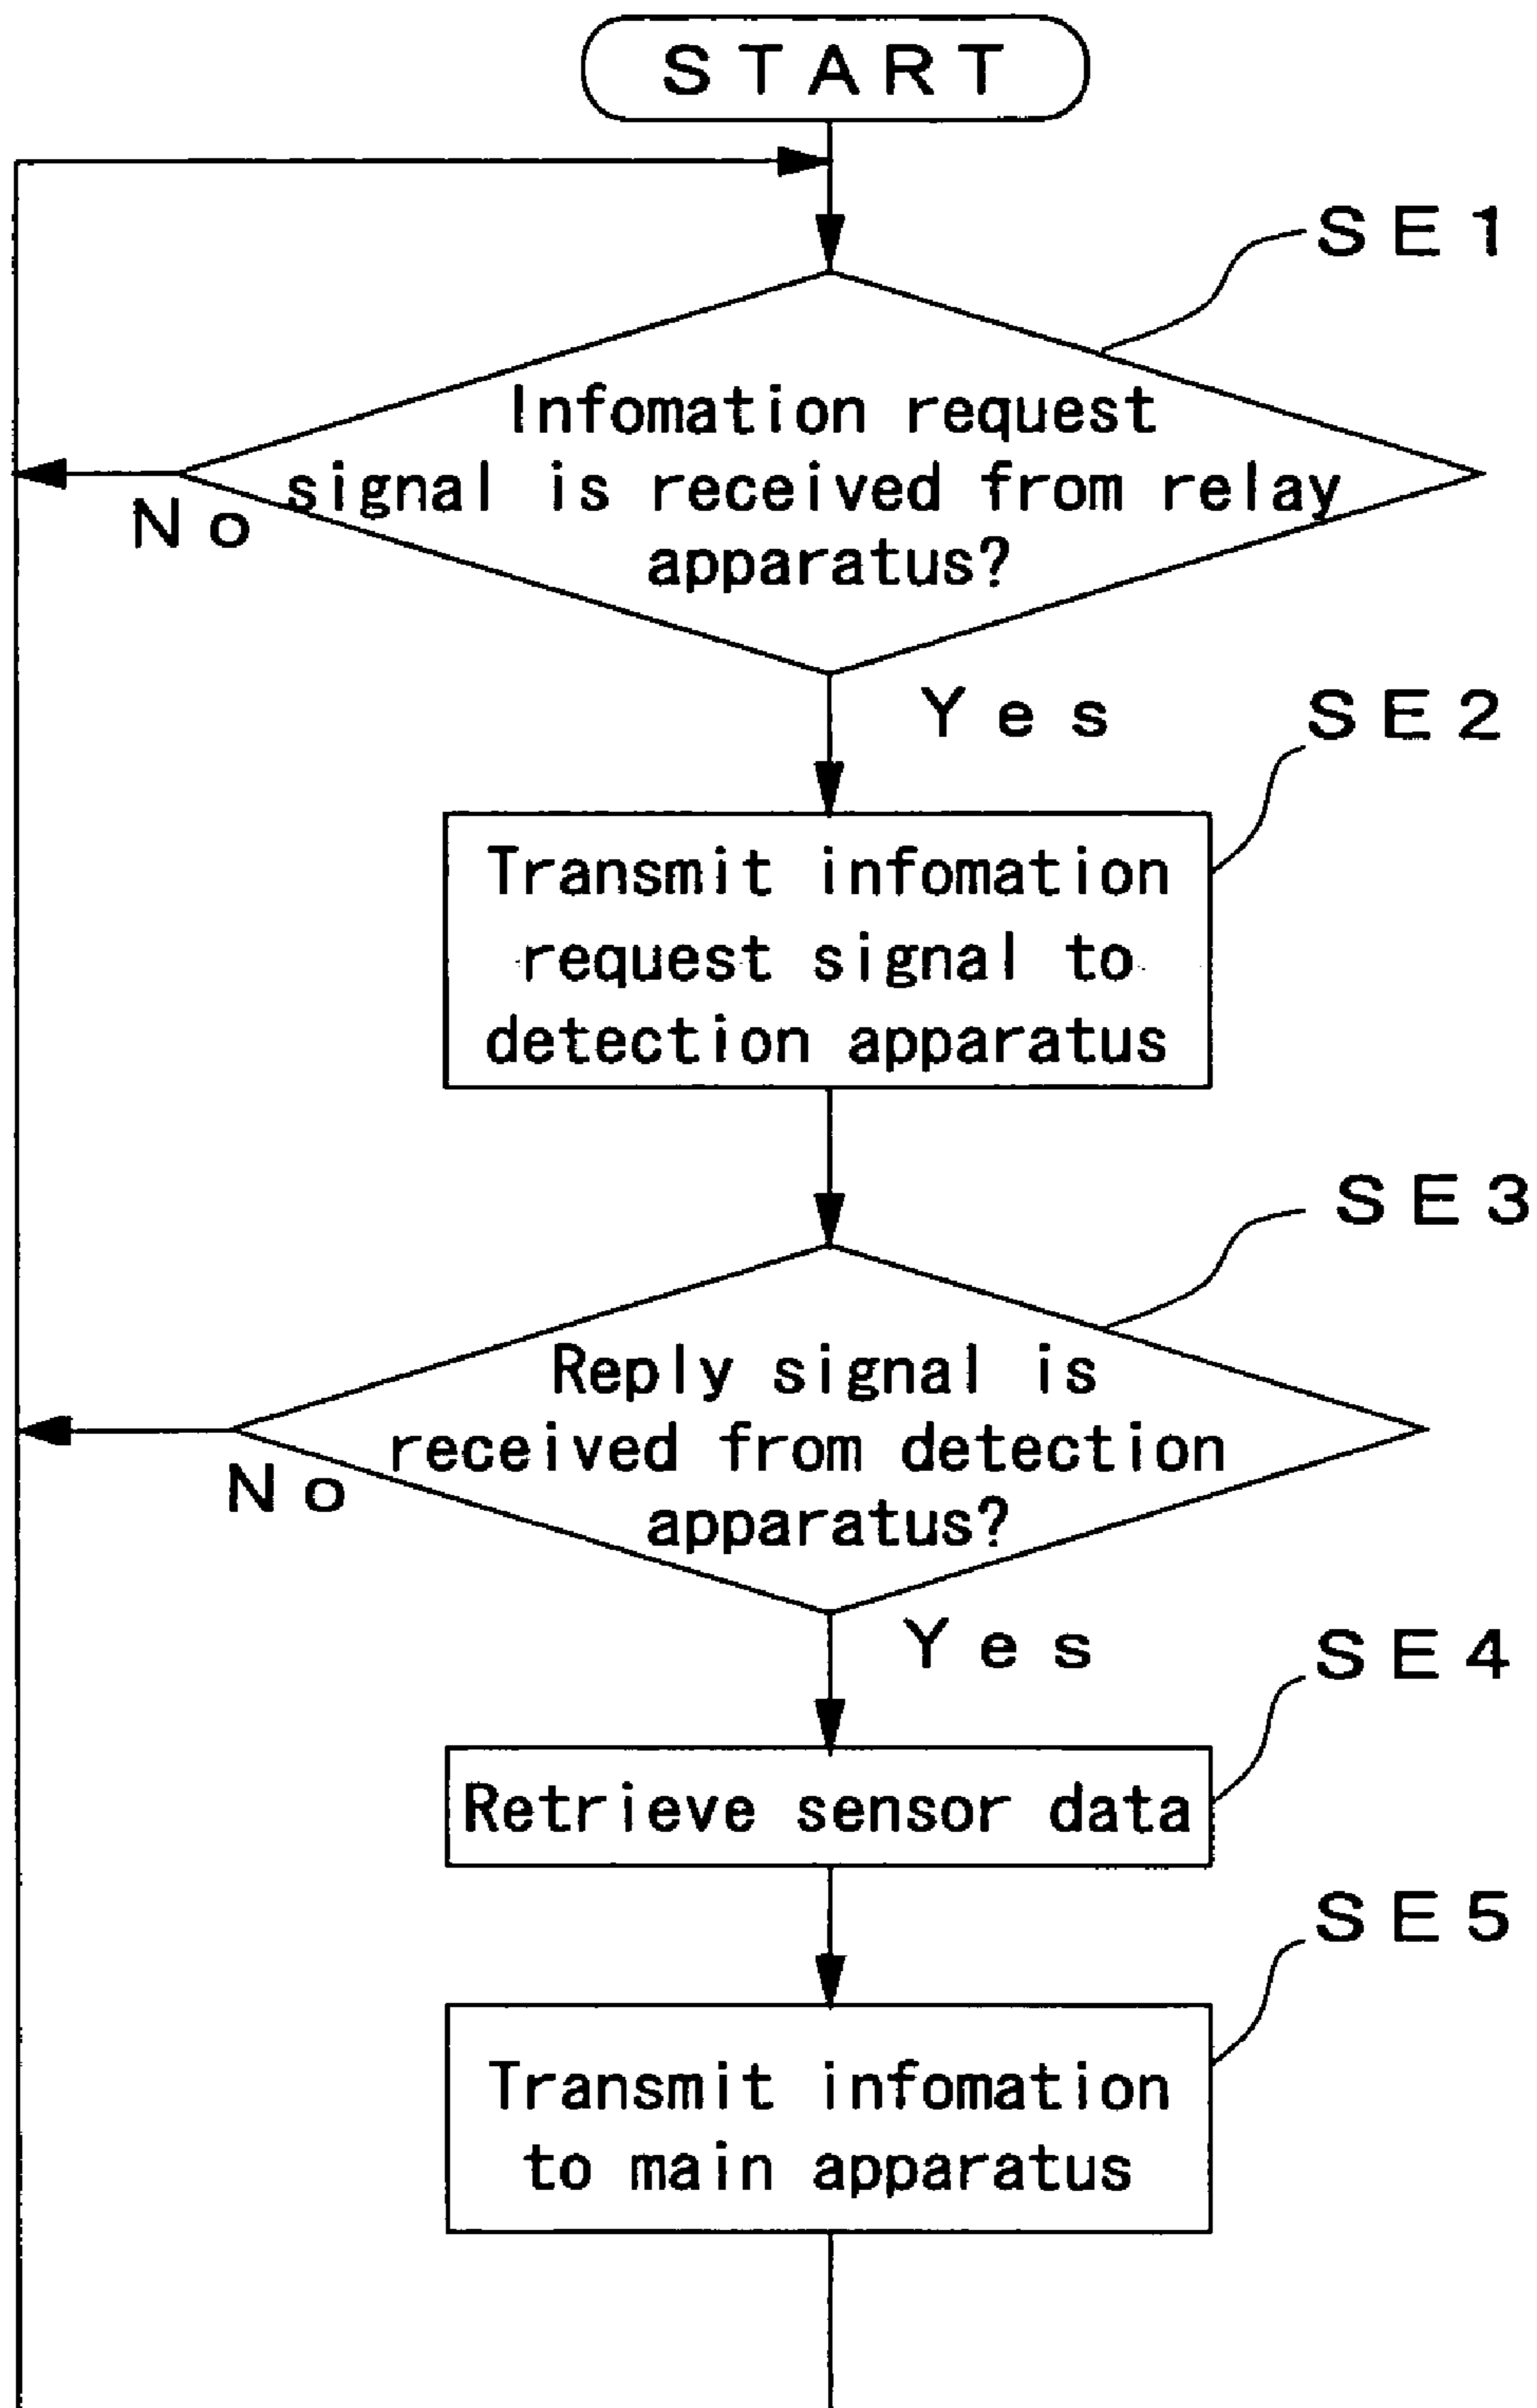 START
SE1
Infomation request
signal is received from relay
apparatus?
No
Yes
SE2
Transmit infomation
request signal to
detection apparatus
SE3
Reply signal is
received from detection
apparatus?
No
Yes
SE4
Retrieve sensor data
SE5
Transmit infomation
to main apparatus